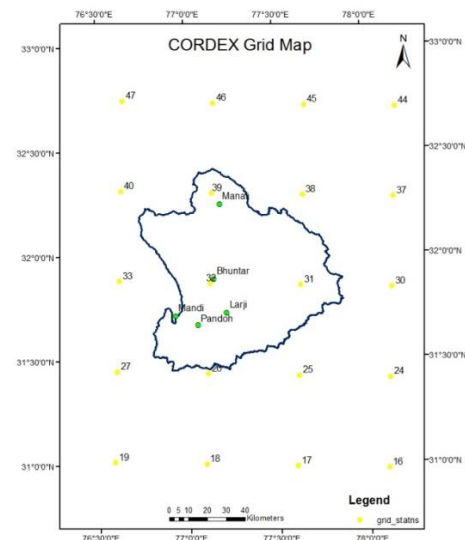 76°30'0"E 77°0'0"E 77°30'0"E 78°0'0"E
CORDEX Grid Map
N
33°0'0"N 33°0'0"N
47 46 45 44
32°30'0"N 32°30'0"N
40 39 38 37
Manali
32°0'0"N 32°0'0"N
33 32 Bhuntar 31 30
Mandi Larji
Pandoh
31°30'0"N 31°30'0"N
27 26 25 24
19 18 17 16
31°0'0"N 31°0'0"N
0 5 10 20 30 40
Kilometers
Legend
grid_statns
76°30'0"E 77°0'0"E 77°30'0"E 78°0'0"E